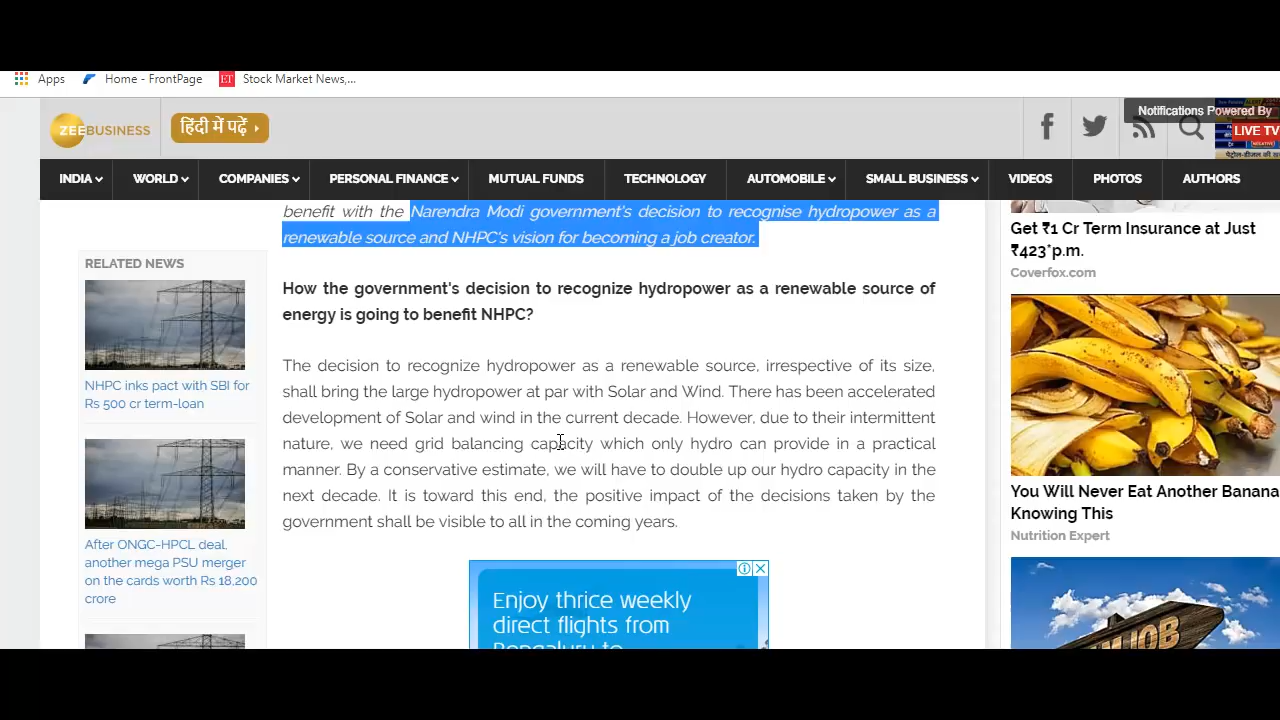 Apps
Home - FrontPage
ET
Stock Market News,...
ZEEBUSINESS
हिंदी में पढ़ें
Notifications Powered By
LIVE TV
INDIA
WORLD
COMPANIES
PERSONAL FINANCE
MUTUAL FUNDS
TECHNOLOGY
AUTOMOBILE
SMALL BUSINESS
VIDEOS
PHOTOS
AUTHORS
benefit with the Narendra Modi government's decision to recognise hydropower as a
renewable source and NHPC's vision for becoming a job creator.
How the government's decision to recognize hydropower as a renewable source of
energy is going to benefit NHPC?
The decision to recognize hydropower as a renewable source, irrespective of its size,
shall bring the large hydropower at par with Solar and Wind. There has been accelerated
development of Solar and wind in the current decade. However, due to their intermittent
nature, we need grid balancing capacity which only hydro can provide in a practical
manner. By a conservative estimate, we will have to double up our hydro capacity in the
next decade. It is toward this end, the positive impact of the decisions taken by the
government shall be visible to all in the coming years.
RELATED NEWS
NHPC inks pact with SBI for
Rs 500 cr term-loan
After ONGC-HPCL deal,
another mega PSU merger
on the cards worth Rs 18,200
crore
Enjoy thrice weekly
direct flights from
Bengaluru to
Get ₹1 Cr Term Insurance at Just
₹423*p.m.
Coverfox.com
You Will Never Eat Another Banana
Knowing This
Nutrition Expert
JOB